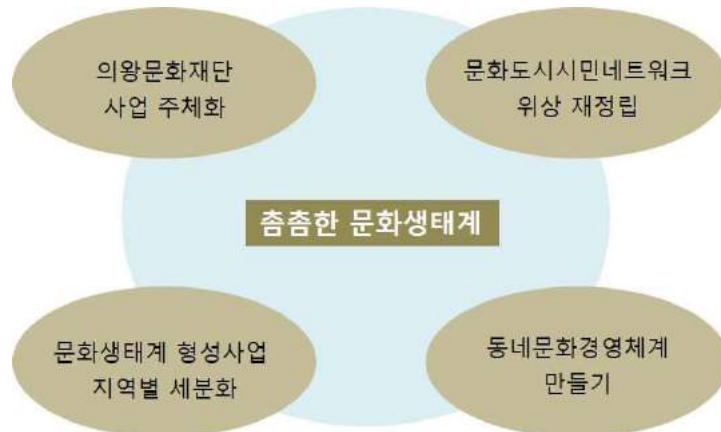 의왕문화재단
사업 주체화
문화도시시민네트워크
위상 재정립
촘촘한 문화생태계
문화생태계 형성사업
지역별 세분화
동네문화경영체계
만들기